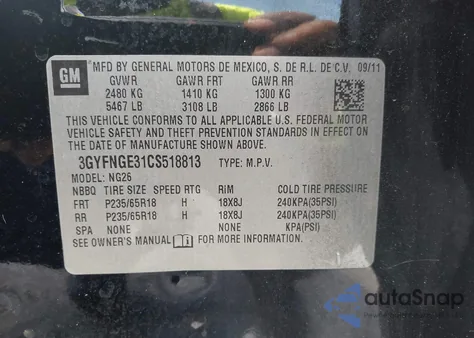 GM
MFD BY GENERAL MOTORS DE MEXICO, S. DE R.L. DE C.V. 09/11
GVWR GAWR FRT GAWR RR
2480 KG 1410 KG 1300 KG
5467 LB 3108 LB 2866 LB
THIS VEHICLE CONFORMS TO ALL APPLICABLE U.S. FEDERAL MOTOR
VEHICLE SAFETY AND THEFT PREVENTION STANDARDS IN EFFECT ON
THE DATE OF MANUFACTURE SHOWN ABOVE.
3GYFNGE31CS518813 TYPE: M.P.V.
MODEL: NG26
NBBQ TIRE SIZE SPEED RTG RIM COLD TIRE PRESSURE
FRT P235/65R18 H 18X8J 240KPA(35PSI)
RR P235/65R18 H 18X8J 240KPA(35PSI)
SPA NONE NONE KPA(PSI)
SEE OWNER'S MANUAL FOR MORE INFORMATION.
autoSnap